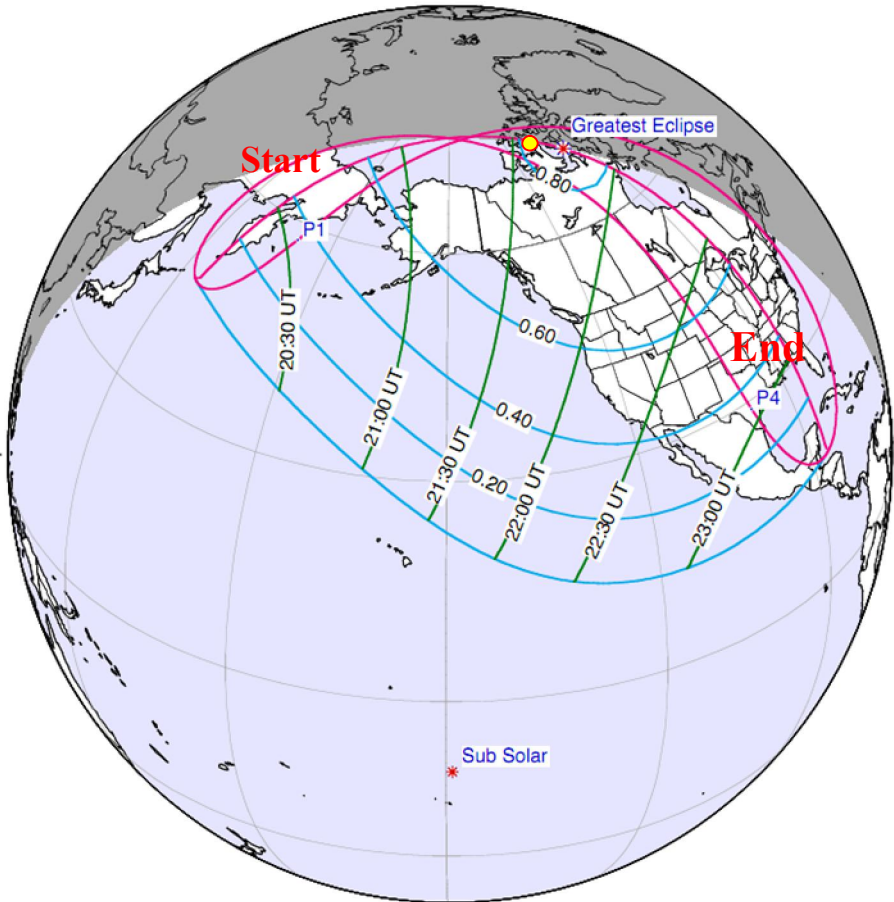 Greatest Eclipse
Start
0.80
P1
20:30 UT
21:00 UT
21:30 UT
22:00 UT
22:30 UT
23:00 UT
0.60
0.40
0.20
End
P4
Sub Solar